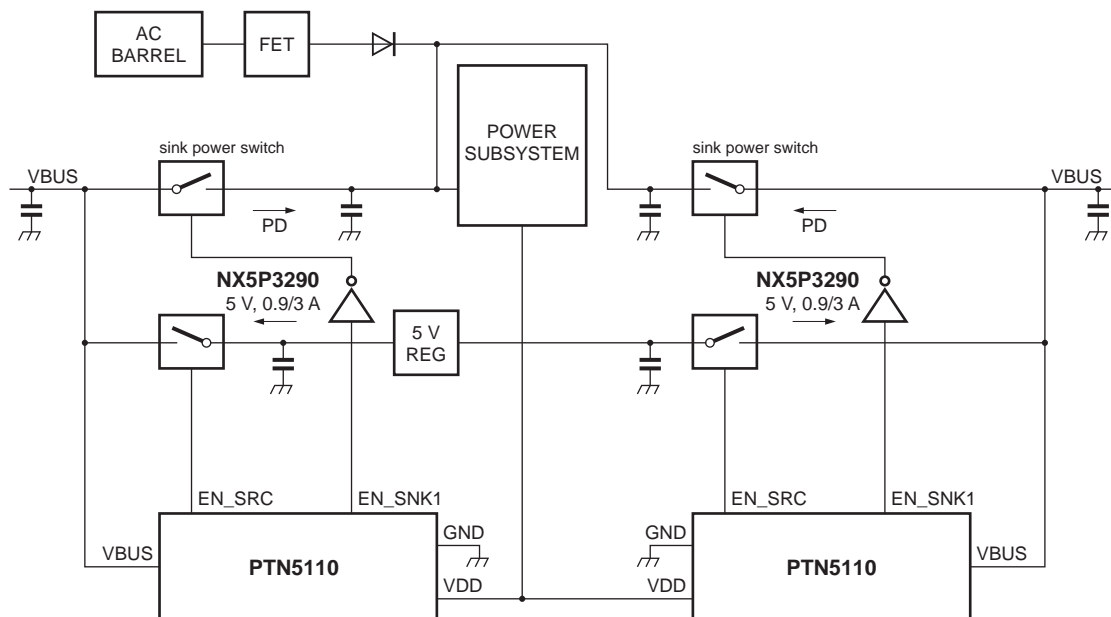 AC
BARREL
FET
POWER
SUBSYSTEM
sink power switch
sink power switch
VBUS
VBUS
PD
PD
NX5P3290
5 V, 0.9/3 A
NX5P3290
5 V, 0.9/3 A
5 V
REG
EN_SRC
EN_SNK1
EN_SRC
EN_SNK1
VBUS
PTN5110
GND
VDD
GND
VDD
PTN5110
VBUS